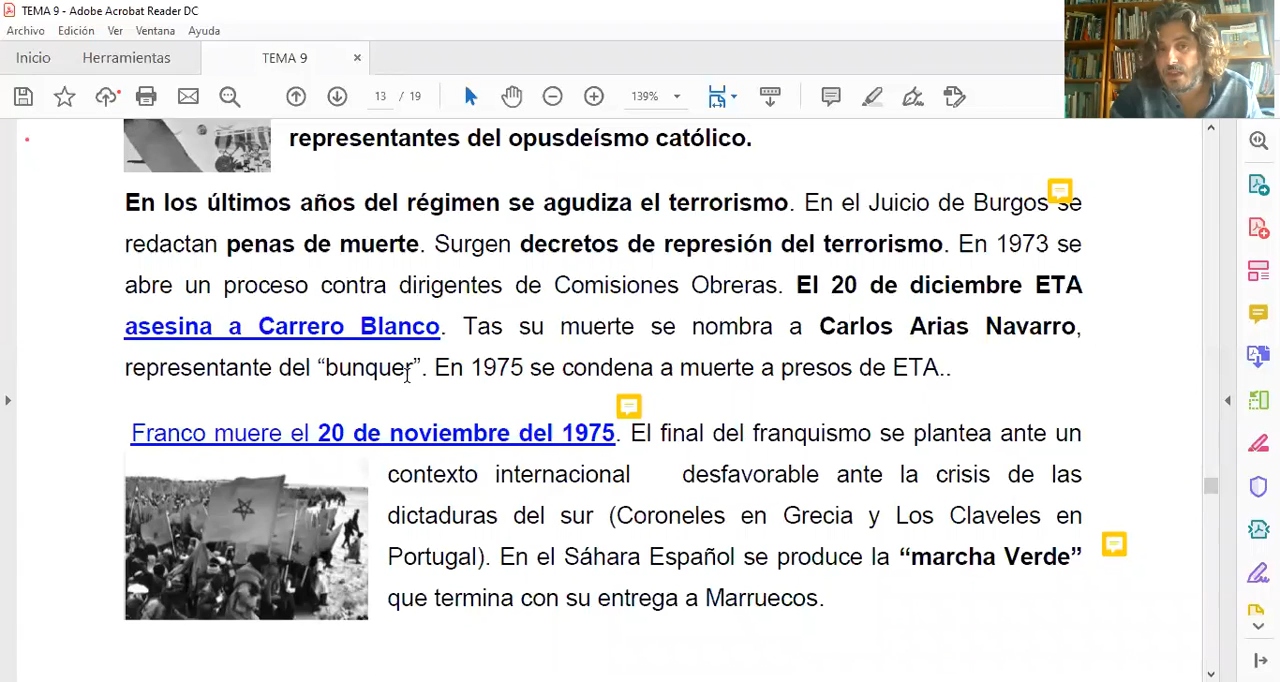 TEMA 9 - Adobe Acrobat Reader DC
Archivo Edición Ver Ventana Ayuda
Inicio Herramientas TEMA 9 ×
13 / 19 139%
representantes del opusdeísmo católico.
En los últimos años del régimen se agudiza el terrorismo. En el Juicio de Burgos se
redactan penas de muerte. Surgen decretos de represión del terrorismo. En 1973 se
abre un proceso contra dirigentes de Comisiones Obreras. El 20 de diciembre ETA
asesina a Carrero Blanco. Tas su muerte se nombra a Carlos Arias Navarro,
representante del “bunquer”. En 1975 se condena a muerte a presos de ETA..
Franco muere el 20 de noviembre del 1975. El final del franquismo se plantea ante un
contexto internacional desfavorable ante la crisis de las
dictaduras del sur (Coroneles en Grecia y Los Claveles en
Portugal). En el Sáhara Español se produce la “marcha Verde”
que termina con su entrega a Marruecos.